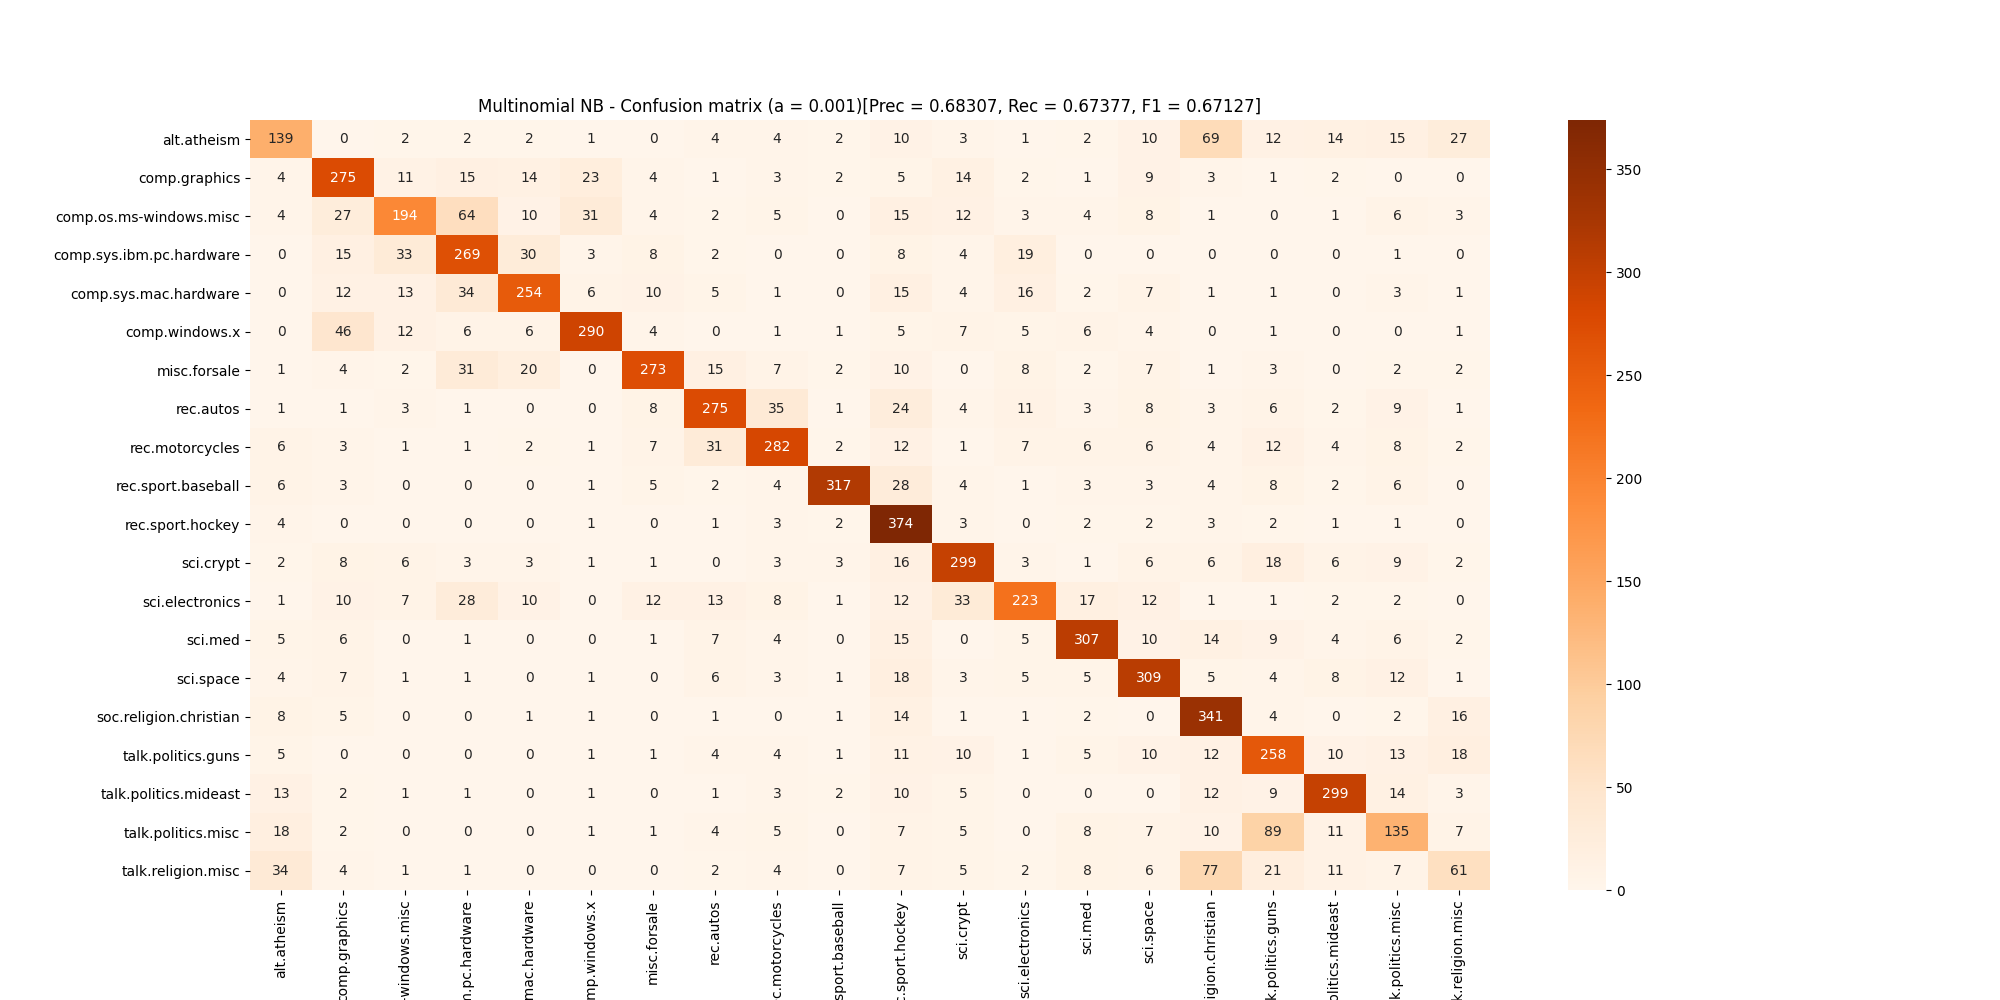 Multinomial NB - Confusion matrix (a = 0.001)[Prec = 0.68307, Rec = 0.67377, F1 = 0.67127]
alt.atheism 139 0 2 2 2 1 0 4 4 2 10 3 1 2 10 69 12 14 15 27
comp.graphics 4 275 11 15 14 23 4 1 3 2 5 14 2 1 9 3 1 2 0 0
comp.os.ms-windows.misc 4 27 194 64 10 31 4 2 5 0 15 12 3 4 8 1 0 1 6 3
comp.sys.ibm.pc.hardware 0 15 33 269 30 3 8 2 0 0 8 4 19 0 0 0 0 0 1 0
comp.sys.mac.hardware 0 12 13 34 254 6 10 5 1 0 15 4 16 2 7 1 1 0 3 1
comp.windows.x 0 46 12 6 6 290 4 0 1 1 5 7 5 6 4 0 1 0 0 1
misc.forsale 1 4 2 31 20 0 273 15 7 2 10 0 8 2 7 1 3 0 2 2
rec.autos 1 1 3 1 0 0 8 275 35 1 24 4 11 3 8 3 6 2 9 1
rec.motorcycles 6 3 1 1 2 1 7 31 282 2 12 1 7 6 6 4 12 4 8 2
rec.sport.baseball 6 3 0 0 0 1 5 2 4 317 28 4 1 3 3 4 8 2 6 0
rec.sport.hockey 4 0 0 0 0 1 0 1 3 2 374 3 0 2 2 3 2 1 1 0
sci.crypt 2 8 6 3 3 1 1 0 3 3 16 299 3 1 6 6 18 6 9 2
sci.electronics 1 10 7 28 10 0 12 13 8 1 12 33 223 17 12 1 1 2 2 0
sci.med 5 6 0 1 0 0 1 7 4 0 15 0 5 307 10 14 9 4 6 2
sci.space 4 7 1 1 0 1 0 6 3 1 18 3 5 5 309 5 4 8 12 1
soc.religion.christian 8 5 0 0 1 1 0 1 0 1 14 1 1 2 0 341 4 0 2 16
talk.politics.guns 5 0 0 0 0 1 1 4 4 1 11 10 1 5 10 12 258 10 13 18
talk.politics.mideast 13 2 1 1 0 1 0 1 3 2 10 5 0 0 0 12 9 299 14 3
talk.politics.misc 18 2 0 0 0 1 1 4 5 0 7 5 0 8 7 10 89 11 135 7
talk.religion.misc 34 4 1 1 0 0 0 2 4 0 7 5 2 8 6 77 21 11 7 61
alt.atheism
comp.graphics
-windows.misc
m.pc.hardware
mac.hardware
mp.windows.x
misc.forsale
rec.autos
c.motorcycles
sport.baseball
c.sport.hockey
sci.crypt
sci.electronics
sci.med
sci.space
igion.christian
k.politics.guns
olitics.mideast
k.politics.misc
k.religion.misc
350
300
250
200
150
100
50
0